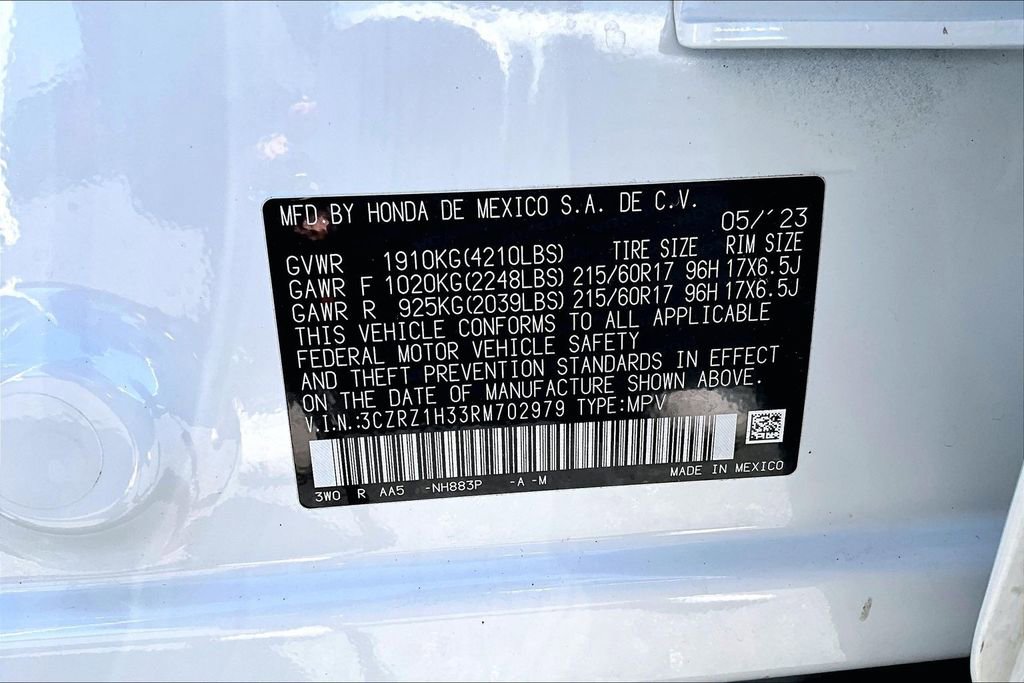 MFD.BY HONDA DE MEXICO S.A. DE C.V.
05/'23
GVWR 1910KG(4210LBS) TIRE SIZE RIM SIZE
GAWR F 1020KG(2248LBS) 215/60R17 96H 17X6.5J
GAWR R 925KG(2039LBS) 215/60R17 96H 17X6.5J
THIS VEHICLE CONFORMS TO ALL APPLICABLE
FEDERAL MOTOR VEHICLE SAFETY
AND THEFT PREVENTION STANDARDS IN EFFECT
ON THE DATE OF MANUFACTURE SHOWN ABOVE.
V.I.N.:3CZRZ1H33RM702979 TYPE:MPV
MADE IN MEXICO
3W0 R AA5 -NH883P -A -M